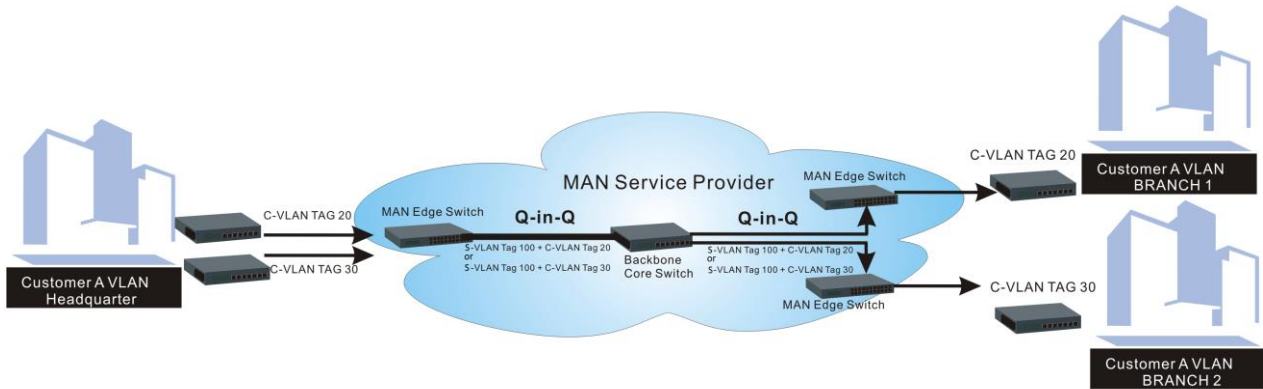 C-VLAN TAG 20
C-VLAN TAG 30
Customer A VLAN
Headquarter
MAN Service Provider
MAN Edge Switch
Q-in-Q
S-VLAN Tag 100 + C-VLAN Tag 20
or
S-VLAN Tag 100 + C-VLAN Tag 30
Backbone
Core Switch
Q-in-Q
S-VLAN Tag 100 + C-VLAN Tag 20
or
S-VLAN Tag 100 + C-VLAN Tag 30
MAN Edge Switch
MAN Edge Switch
C-VLAN TAG 20
Customer A VLAN
BRANCH 1
C-VLAN TAG 30
Customer A VLAN
BRANCH 2